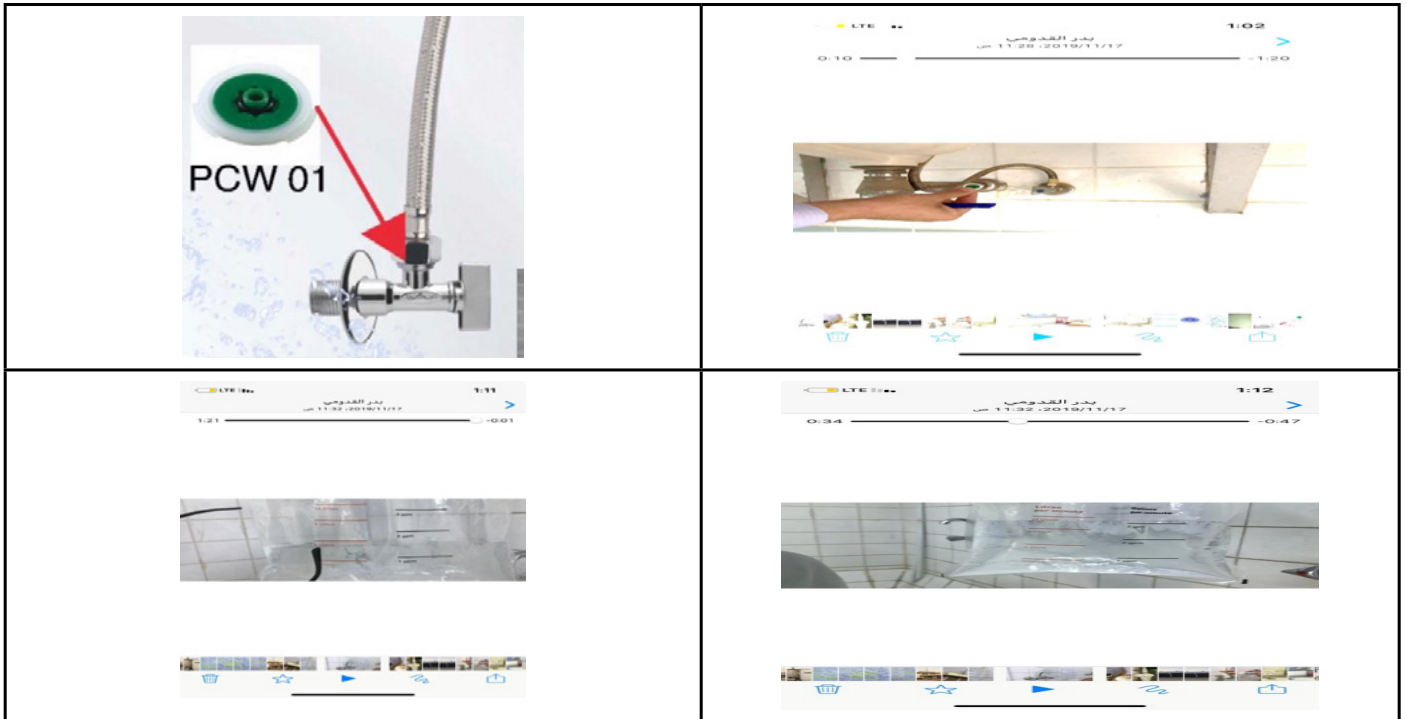 PCW 01
LTE
1:02
بدر القدومي
2019/11/17، 11:28 ص
0:10
-1:20
LTE
1:11
بدر القدومي
2019/11/17، 11:32 ص
1:21
-0:01
LTE
1:12
بدر القدومي
2019/11/17، 11:32 ص
0:34
-0:47